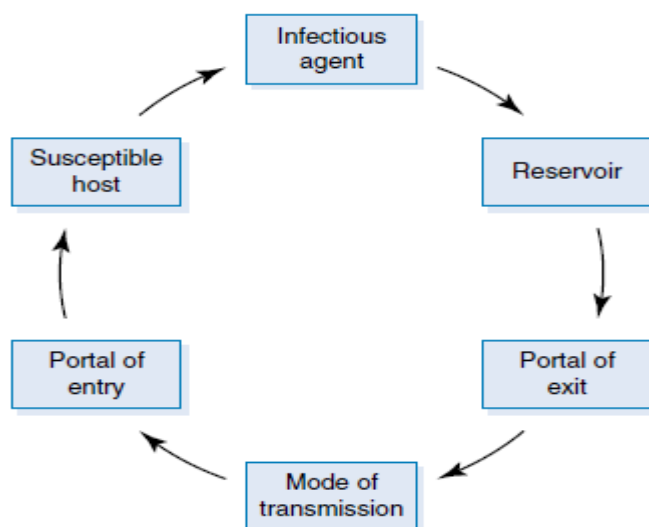 Infectious
agent
Reservoir
Portal of
exit
Mode of
transmission
Portal of
entry
Susceptible
host